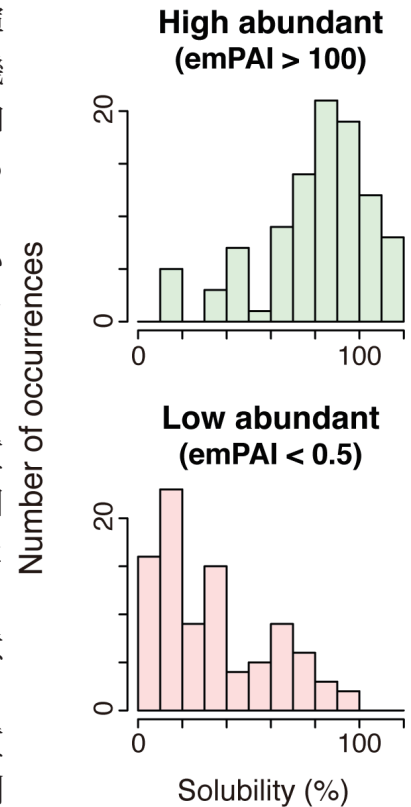 High abundant
(emPAI > 100)
20
0
0
100
Number of occurrences
Low abundant
(emPAI < 0.5)
20
0
0
100
Solubility (%)